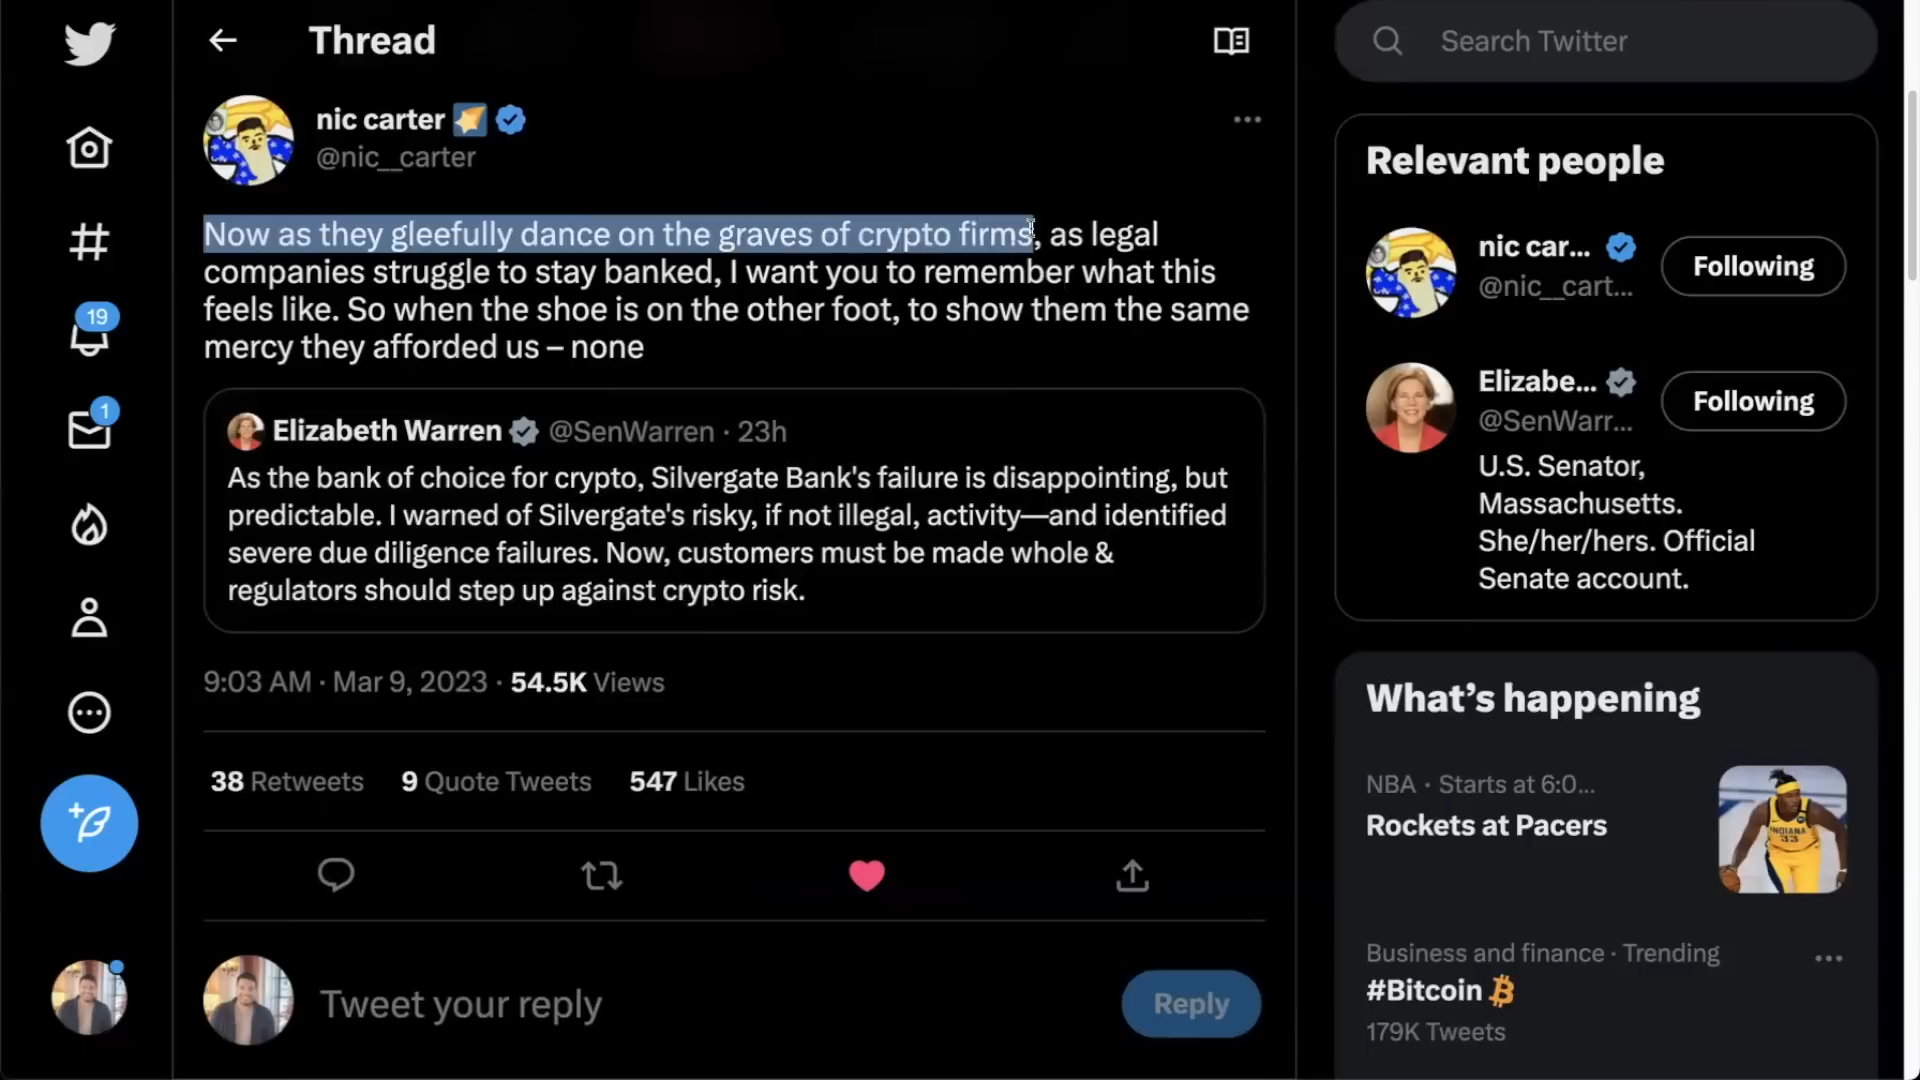 Thread
Search Twitter
nic carter
@nic__carter
Now as they gleefully dance on the graves of crypto firms, as legal
companies struggle to stay banked, I want you to remember what this
feels like. So when the shoe is on the other foot, to show them the same
mercy they afforded us – none
Elizabeth Warren @SenWarren · 23h
As the bank of choice for crypto, Silvergate Bank's failure is disappointing, but
predictable. I warned of Silvergate's risky, if not illegal, activity—and identified
severe due diligence failures. Now, customers must be made whole &
regulators should step up against crypto risk.
9:03 AM · Mar 9, 2023 · 54.5K Views
38 Retweets 9 Quote Tweets 547 Likes
Tweet your reply
Reply
19
1
Relevant people
nic car...
@nic__cart...
Following
Elizabe...
@SenWarr...
Following
U.S. Senator,
Massachusetts.
She/her/hers. Official
Senate account.
What's happening
NBA · Starts at 6:0...
Rockets at Pacers
INDIANA
33
Business and finance · Trending
#Bitcoin
179K Tweets